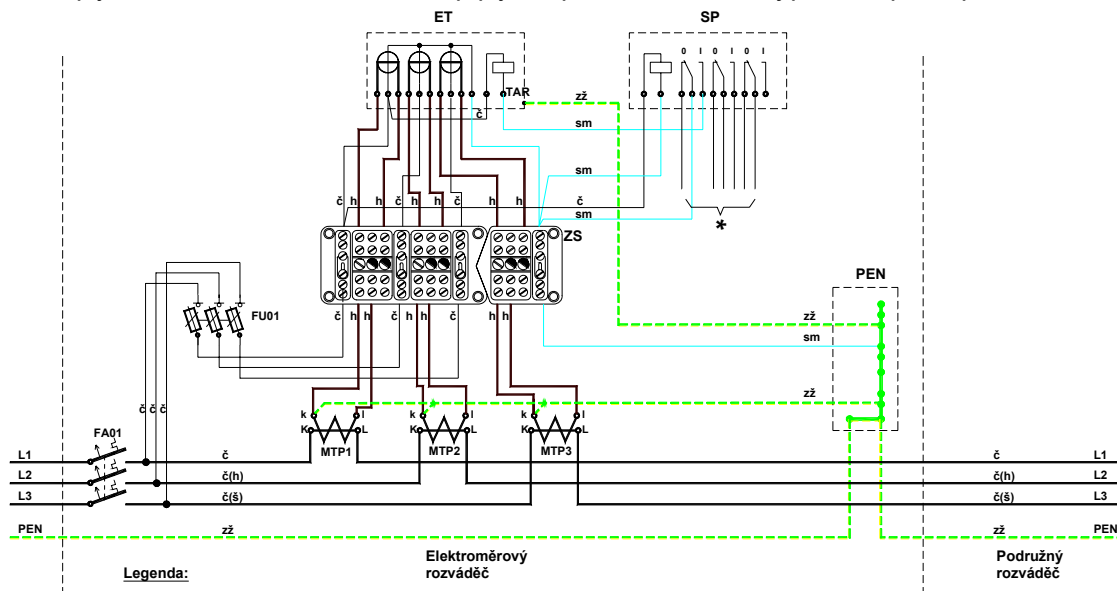 ET SP
0 I 0 I 0 I
TAR
zž
č
sm
sm
č h h h h č h h č sm
*
ZS
FU01
č h h č h h č h h
PEN
zž
sm
zž
č č č
k l k l k l
K L K L K L
FA01
MTP1 MTP2 MTP3
L1 č č L1
L2 č(h) č(h) L2
L3 č(š) č(š) L3
PEN zž zž PEN
Elektroměrový
rozváděč
Podružný
rozváděč
Legenda: